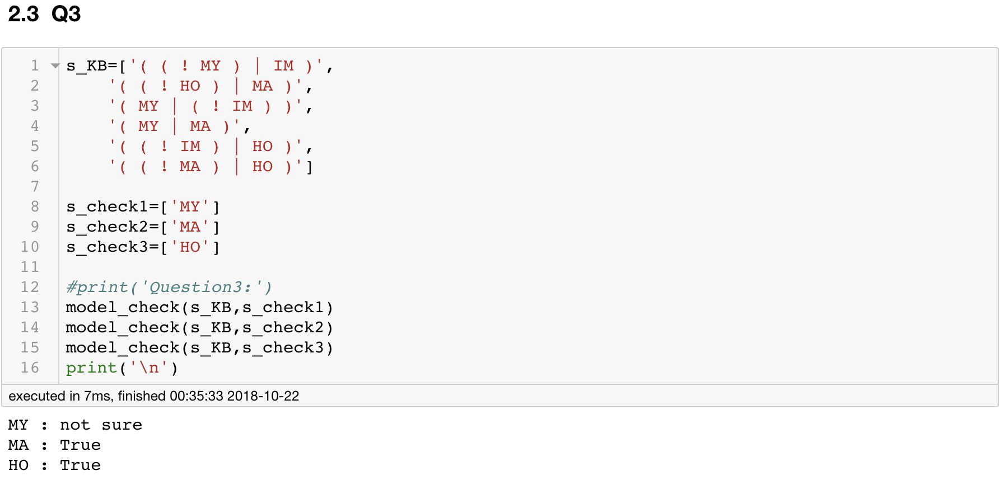 2.3 Q3
1 s_KB=['( ( ! MY ) | IM )',
2 '( ( ! HO ) | MA )',
3 '( MY | ( ! IM ) )',
4 '( MY | MA )',
5 '( ( ! IM ) | HO )',
6 '( ( ! MA ) | HO )']
7
8 s_check1=['MY']
9 s_check2=['MA']
10 s_check3=['HO']
11
12 #print('Question3:')
13 model_check(s_KB,s_check1)
14 model_check(s_KB,s_check2)
15 model_check(s_KB,s_check3)
16 print('\n')
executed in 7ms, finished 00:35:33 2018-10-22
MY : not sure
MA : True
HO : True